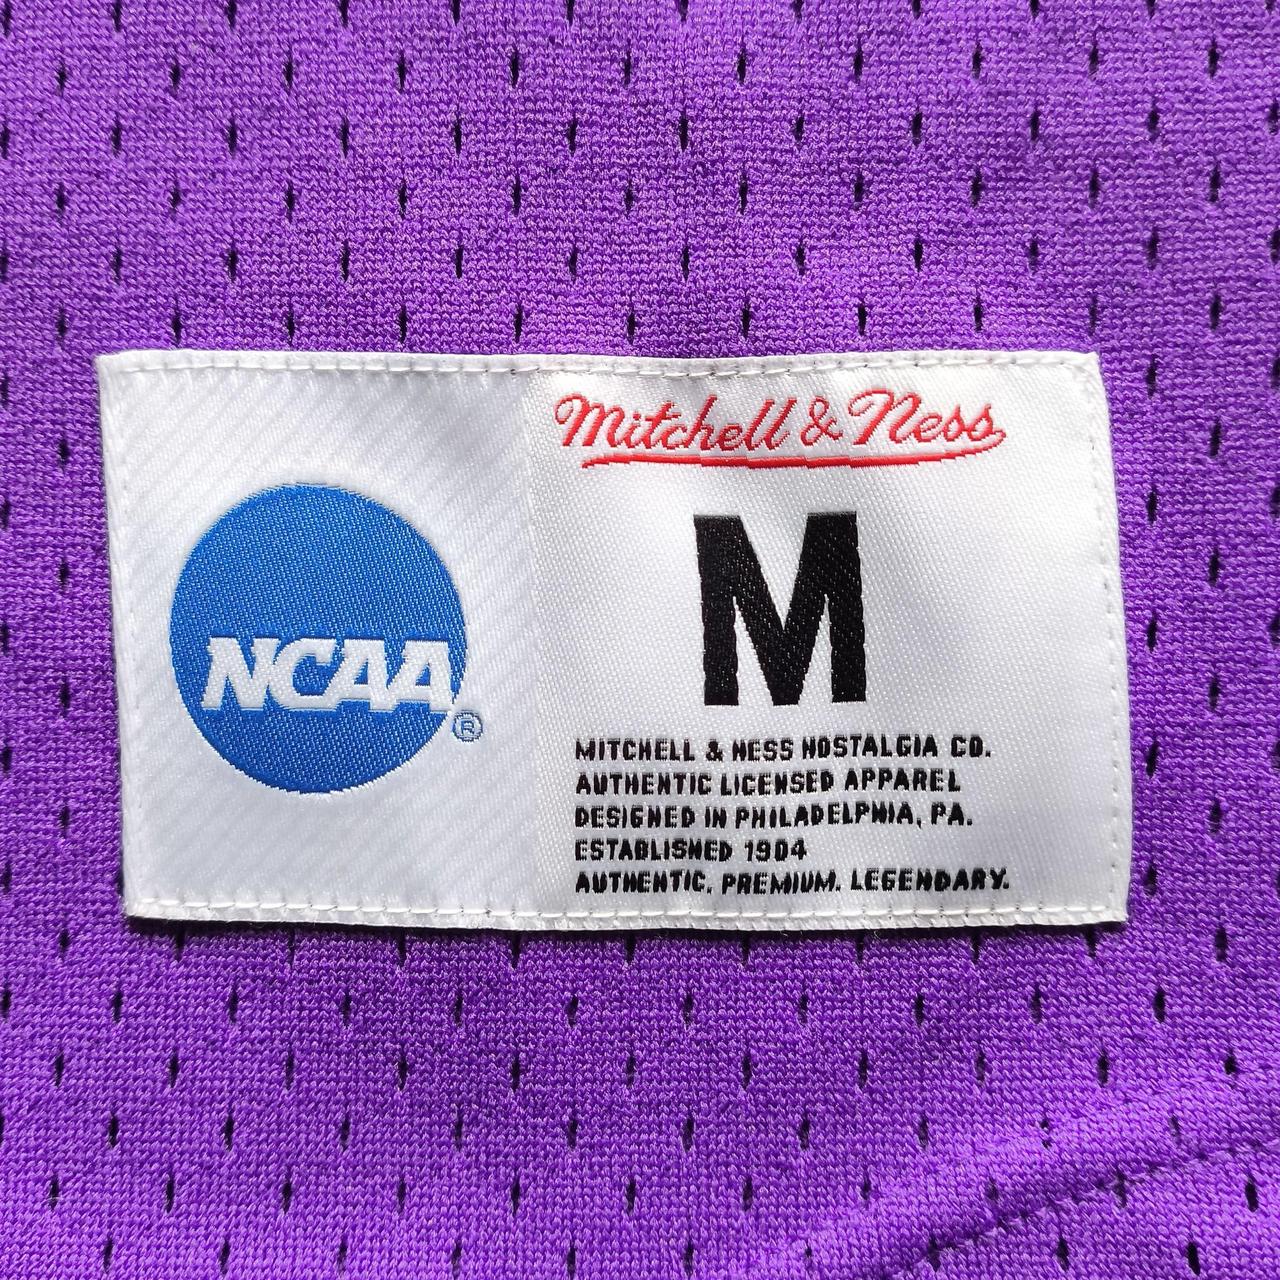 NCAA
®
Mitchell & Ness
M
MITCHELL & NESS NOSTALGIA CO.
AUTHENTIC LICENSED APPAREL
DESIGNED IN PHILADELPHIA, PA.
ESTABLISHED 1904
AUTHENTIC. PREMIUM. LEGENDARY.